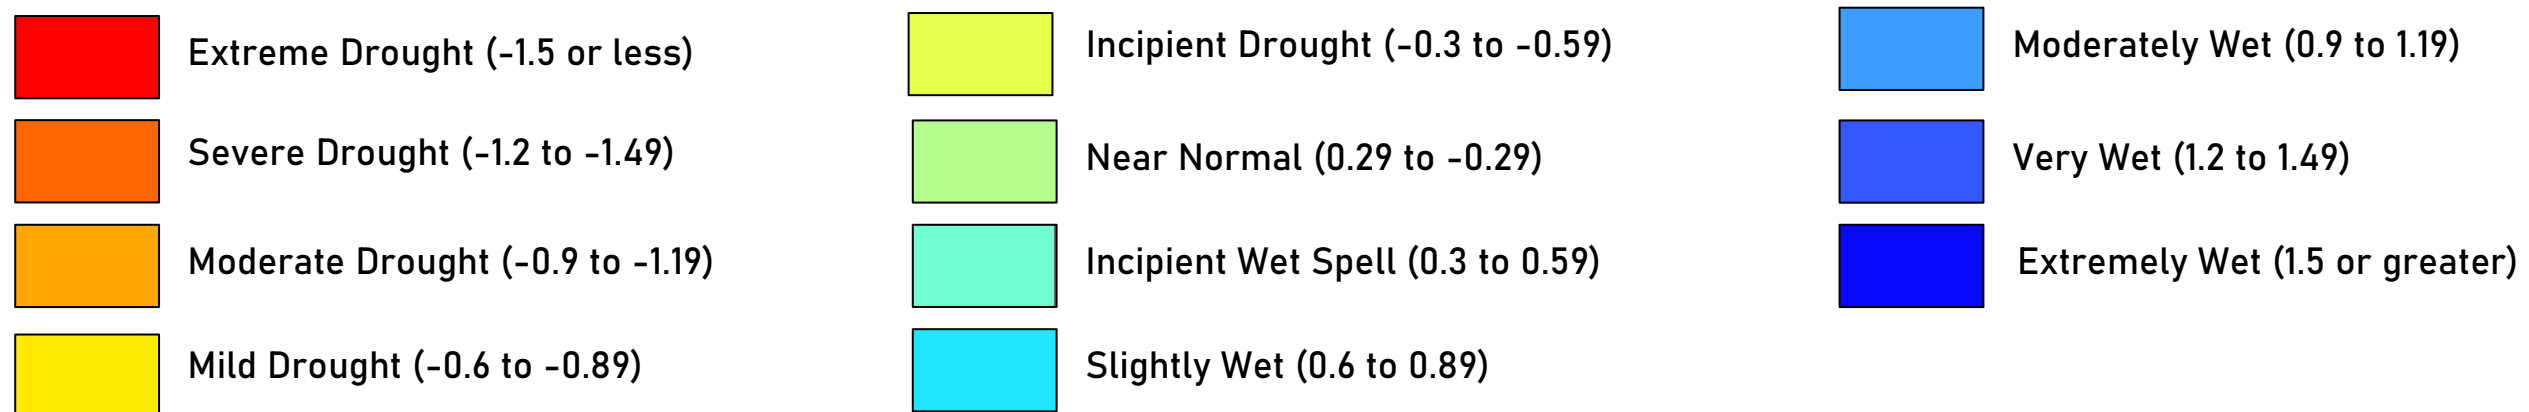 Extreme Drought (-1.5 or less)
Severe Drought (-1.2 to -1.49)
Moderate Drought (-0.9 to -1.19)
Mild Drought (-0.6 to -0.89)
Incipient Drought (-0.3 to -0.59)
Near Normal (0.29 to -0.29)
Incipient Wet Spell (0.3 to 0.59)
Slightly Wet (0.6 to 0.89)
Moderately Wet (0.9 to 1.19)
Very Wet (1.2 to 1.49)
Extremely Wet (1.5 or greater)